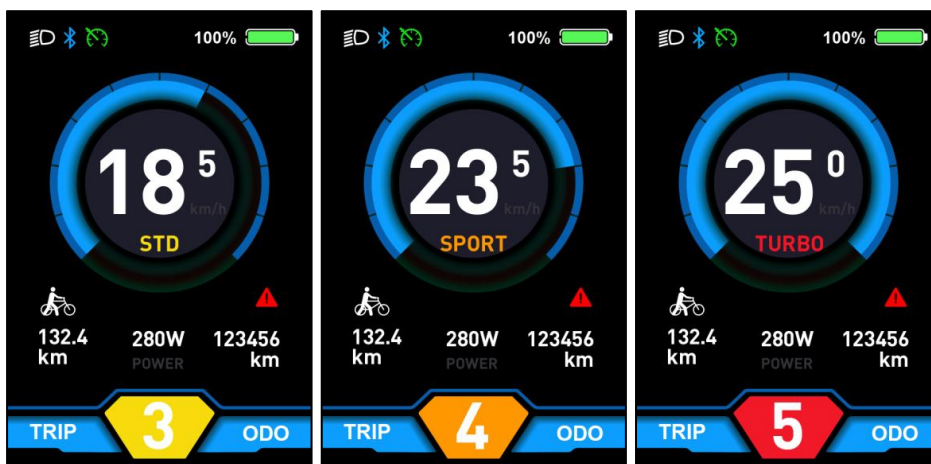 100%
18 5
km/h
STD
132.4 km
280W
POWER
123456 km
TRIP
3
ODO
100%
23 5
km/h
SPORT
132.4 km
280W
POWER
123456 km
TRIP
4
ODO
100%
25 0
km/h
TURBO
132.4 km
280W
POWER
123456 km
TRIP
5
ODO